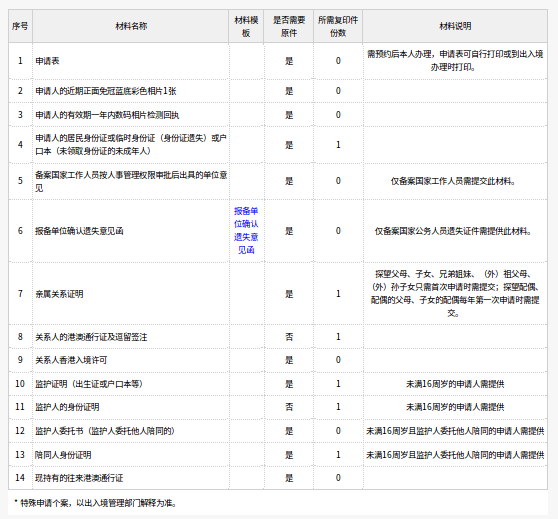 序号 材料名称 材料模板 是否需要原件 所需复印件份数 材料说明
1 申请表 是 0 需预约后本人办理，申请表可自行打印或到出入境办理时打印。
2 申请人的近期正面免冠蓝底彩色相片1张 是 0
3 申请人的有效期一年内数码相片检测回执 是 0
4 申请人的居民身份证或临时身份证（身份证遗失）或户口本（未领取身份证的未成年人） 是 1
5 备案国家工作人员按人事管理权限审批后出具的单位意见 是 0 仅备案国家工作人员需提交此材料。
6 报备单位确认遗失意见函 报备单位确认遗失意见函 是 0 仅备案国家公务人员遗失证件需提供此材料。
7 亲属关系证明 是 1 探望父母、子女、兄弟姐妹、（外）祖父母、（外）孙子女只需首次申请时需提交；探望配偶、配偶的父母、子女的配偶每年第一次申请时需提交。
8 关系人的港澳通行证及逗留签注 否 1
9 关系人香港入境许可 是 0
10 监护证明（出生证或户口本等） 是 1 未满16周岁的申请人需提供
11 监护人的身份证明 否 1 未满16周岁的申请人需提供
12 监护人委托书（监护人委托他人陪同的） 是 0 未满16周岁且监护人委托他人陪同的申请人需提供
13 陪同人身份证明 是 1 未满16周岁且监护人委托他人陪同的申请人需提供
14 现持有的往来港澳通行证 是 0
* 特殊申请个案，以出入境管理部门解释为准。